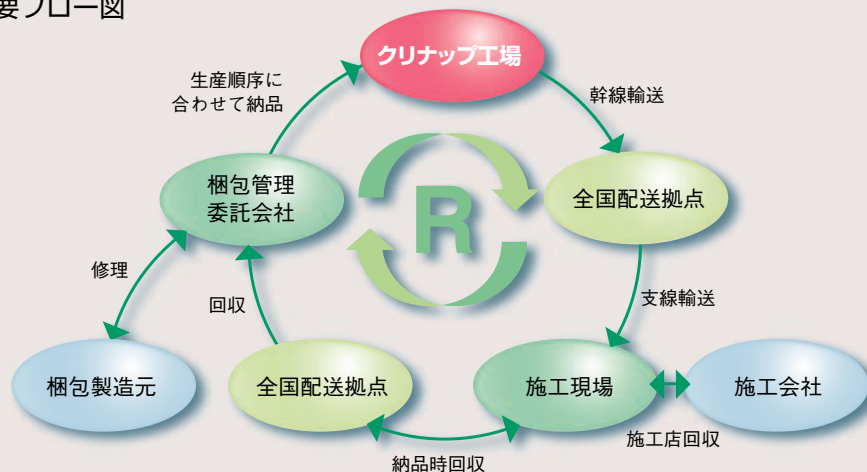 要フロー図
クリナップ工場
生産順序に
合わせて納品
幹線輸送
梱包管理
委託会社
R
全国配送拠点
修理
回収
支線輸送
梱包製造元
全国配送拠点
施工現場
施工会社
施工店回収
納品時回収